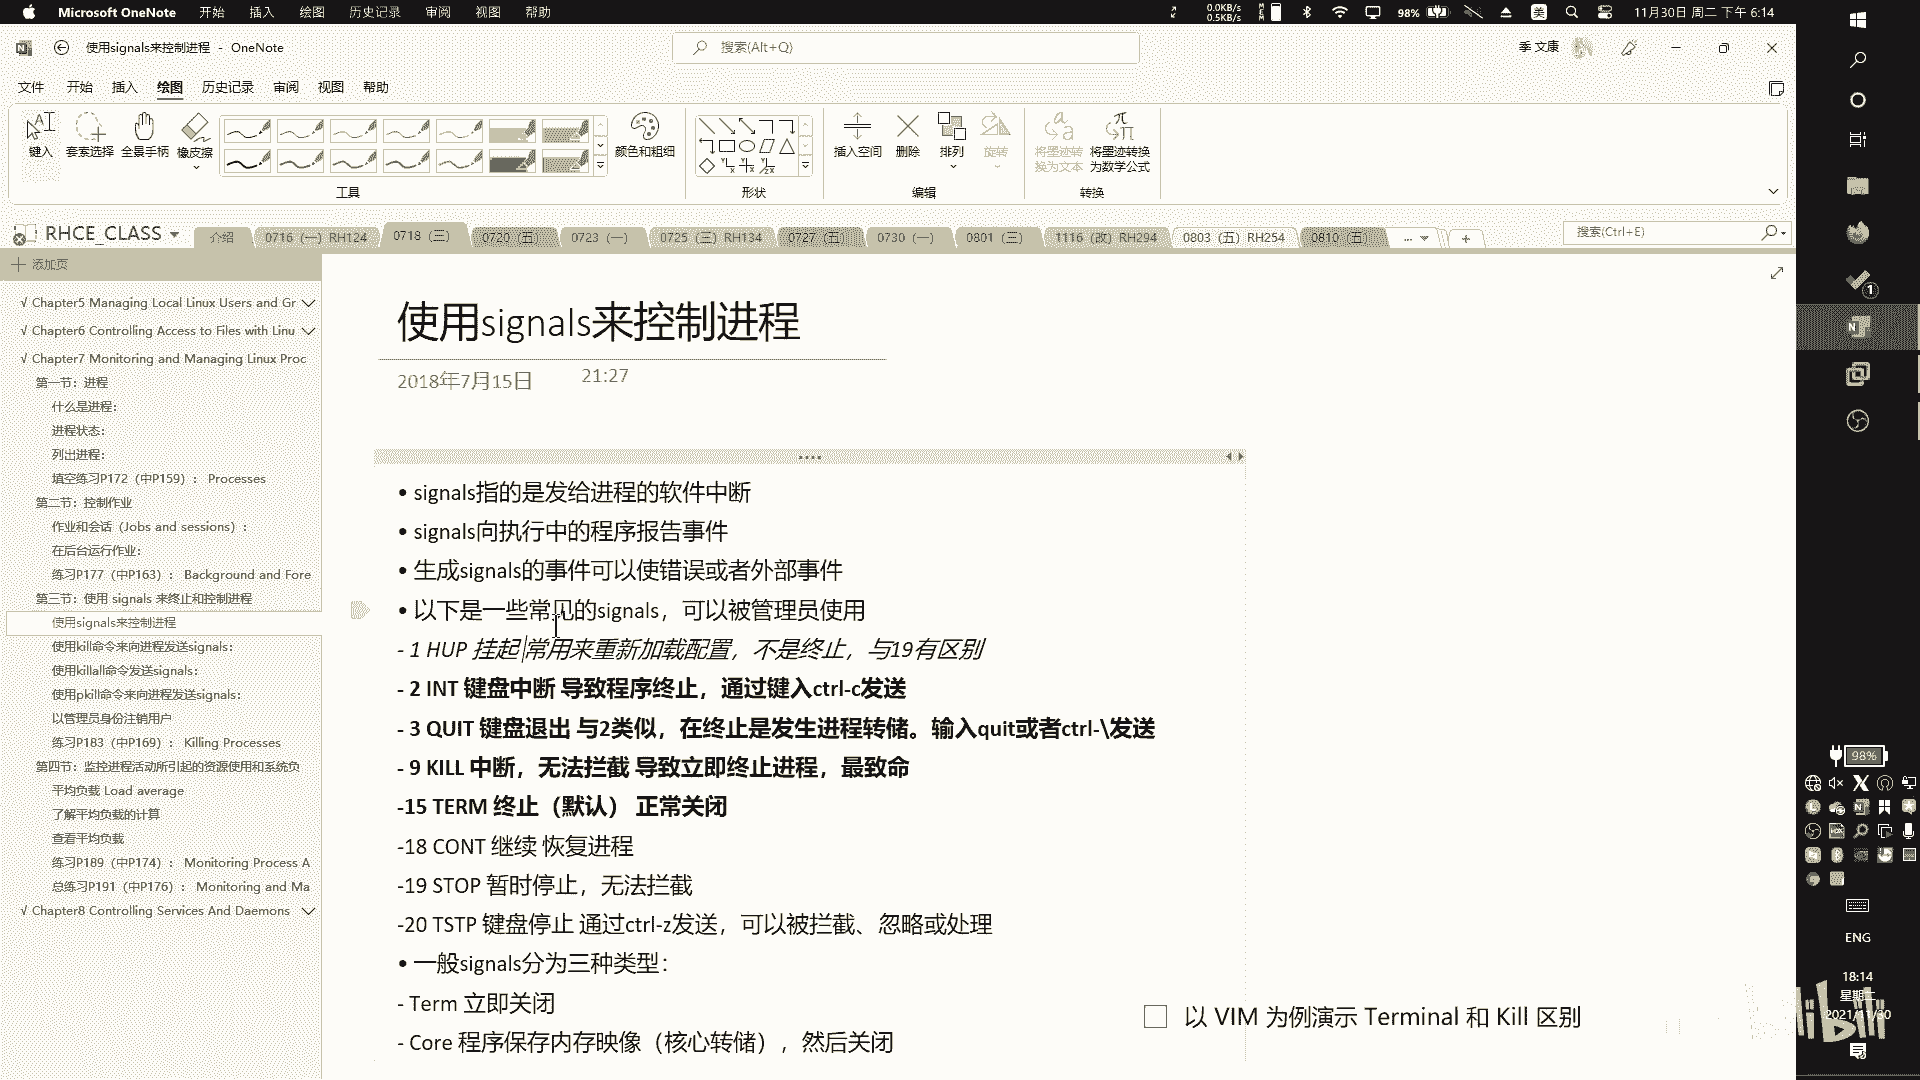 Microsoft OneNote 开始 插入 绘图 历史记录 审阅 视图 帮助
0.0KB/s
0.5KB/s
98%
美
11月30日 周二 下午 6:14
使用signals来控制进程 - OneNote
搜索(Alt+Q)
季 文康
文件 开始 插入 绘图 历史记录 审阅 视图 帮助
键入 套索选择 全景手柄 橡皮擦 颜色和粗细 插入空间 删除 排列 旋转 将墨迹转换为文本 将墨迹转换为数学公式
工具 形状 编辑 转换
RHCE_CLASS
介绍 0716 (一) RH124 0718 (三) 0720 (五) 0723 (一) 0725 (三) RH134 0727 (五) 0730 (一) 0801 (三) 1116 (改) RH294 0803 (五) RH254 0810 (五) ... +
搜索(Ctrl+E)
添加页
√ Chapter5 Managing Local Linux Users and Gr
√ Chapter6 Controlling Access to Files with Linu
√ Chapter7 Monitoring and Managing Linux Proc
第一节：进程
什么是进程：
进程状态：
列出进程：
填空练习P172（中P159）： Processes
第二节：控制作业
作业和会话（Jobs and sessions）：
在后台运行作业：
练习P177（中P163）： Background and Fore
第三节：使用 signals 来终止和控制进程
使用signals来控制进程
使用kill命令来向进程发送signals：
使用killall命令发送signals：
使用pkill命令来向进程发送signals：
以管理员身份注销用户
练习P183（中P169）： Killing Processes
第四节：监控进程活动所引起的资源使用和系统负
平均负载 Load average
了解平均负载的计算
查看平均负载
练习P189（中P174）： Monitoring Process A
总练习P191（中P176）： Monitoring and Ma
√ Chapter8 Controlling Services And Daemons
使用signals来控制进程
2018年7月15日 21:27
• signals指的是发给进程的软件中断
• signals向执行中的程序报告事件
• 生成signals的事件可以使错误或者外部事件
• 以下是一些常见的signals，可以被管理员使用
- 1 HUP 挂起 常用来重新加载配置，不是终止，与19有区别
- 2 INT 键盘中断 导致程序终止，通过键入ctrl-c发送
- 3 QUIT 键盘退出 与2类似，在终止是发生进程转储。输入quit或者ctrl-\发送
- 9 KILL 中断，无法拦截 导致立即终止进程，最致命
-15 TERM 终止（默认） 正常关闭
-18 CONT 继续 恢复进程
-19 STOP 暂时停止，无法拦截
-20 TSTP 键盘停止 通过ctrl-z发送，可以被拦截、忽略或处理
• 一般signals分为三种类型：
- Term 立即关闭
- Core 程序保存内存映像（核心转储），然后关闭
以 VIM 为例演示 Terminal 和 Kill 区别
1
98%
ENG
18:14
星期二
2021/11/30
bilibili